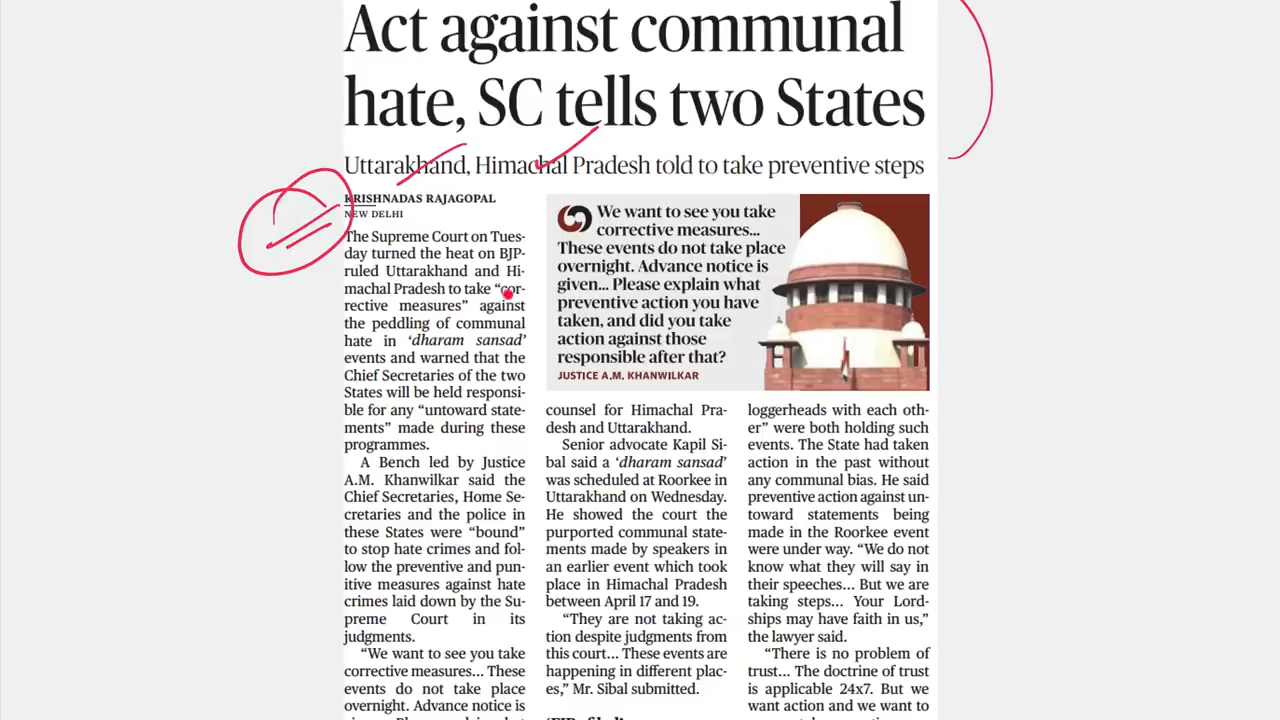 Act against communal
hate, SC tells two States
Uttarakhand, Himachal Pradesh told to take preventive steps
KRISHNADAS RAJAGOPAL
NEW DELHI
The Supreme Court on Tues-
day turned the heat on BJP-
ruled Uttarakhand and Hi-
machal Pradesh to take “cor-
rective measures” against
the peddling of communal
hate in ‘dharam sansad’
events and warned that the
Chief Secretaries of the two
States will be held responsi-
ble for any “untoward state-
ments” made during these
programmes.
A Bench led by Justice
A.M. Khanwilkar said the
Chief Secretaries, Home Se-
cretaries and the police in
these States were “bound”
to stop hate crimes and fol-
low the preventive and pun-
itive measures against hate
crimes laid down by the Su-
preme Court in its
judgments.
“We want to see you take
corrective measures... These
events do not take place
overnight. Advance notice is
We want to see you take
corrective measures...
These events do not take place
overnight. Advance notice is
given... Please explain what
preventive action you have
taken, and did you take
action against those
responsible after that?
JUSTICE A.M. KHANWILKAR
counsel for Himachal Pra-
desh and Uttarakhand.
Senior advocate Kapil Si-
bal said a ‘dharam sansad’
was scheduled at Roorkee in
Uttarakhand on Wednesday.
He showed the court the
purported communal state-
ments made by speakers in
an earlier event which took
place in Himachal Pradesh
between April 17 and 19.
“They are not taking ac-
tion despite judgments from
this court... These events are
happening in different plac-
es,” Mr. Sibal submitted.
loggerheads with each oth-
er” were both holding such
events. The State had taken
action in the past without
any communal bias. He said
preventive action against un-
toward statements being
made in the Roorkee event
were under way. “We do not
know what they will say in
their speeches... But we are
taking steps... Your Lord-
ships may have faith in us,”
the lawyer said.
“There is no problem of
trust... The doctrine of trust
is applicable 24x7. But we
want action and we want to